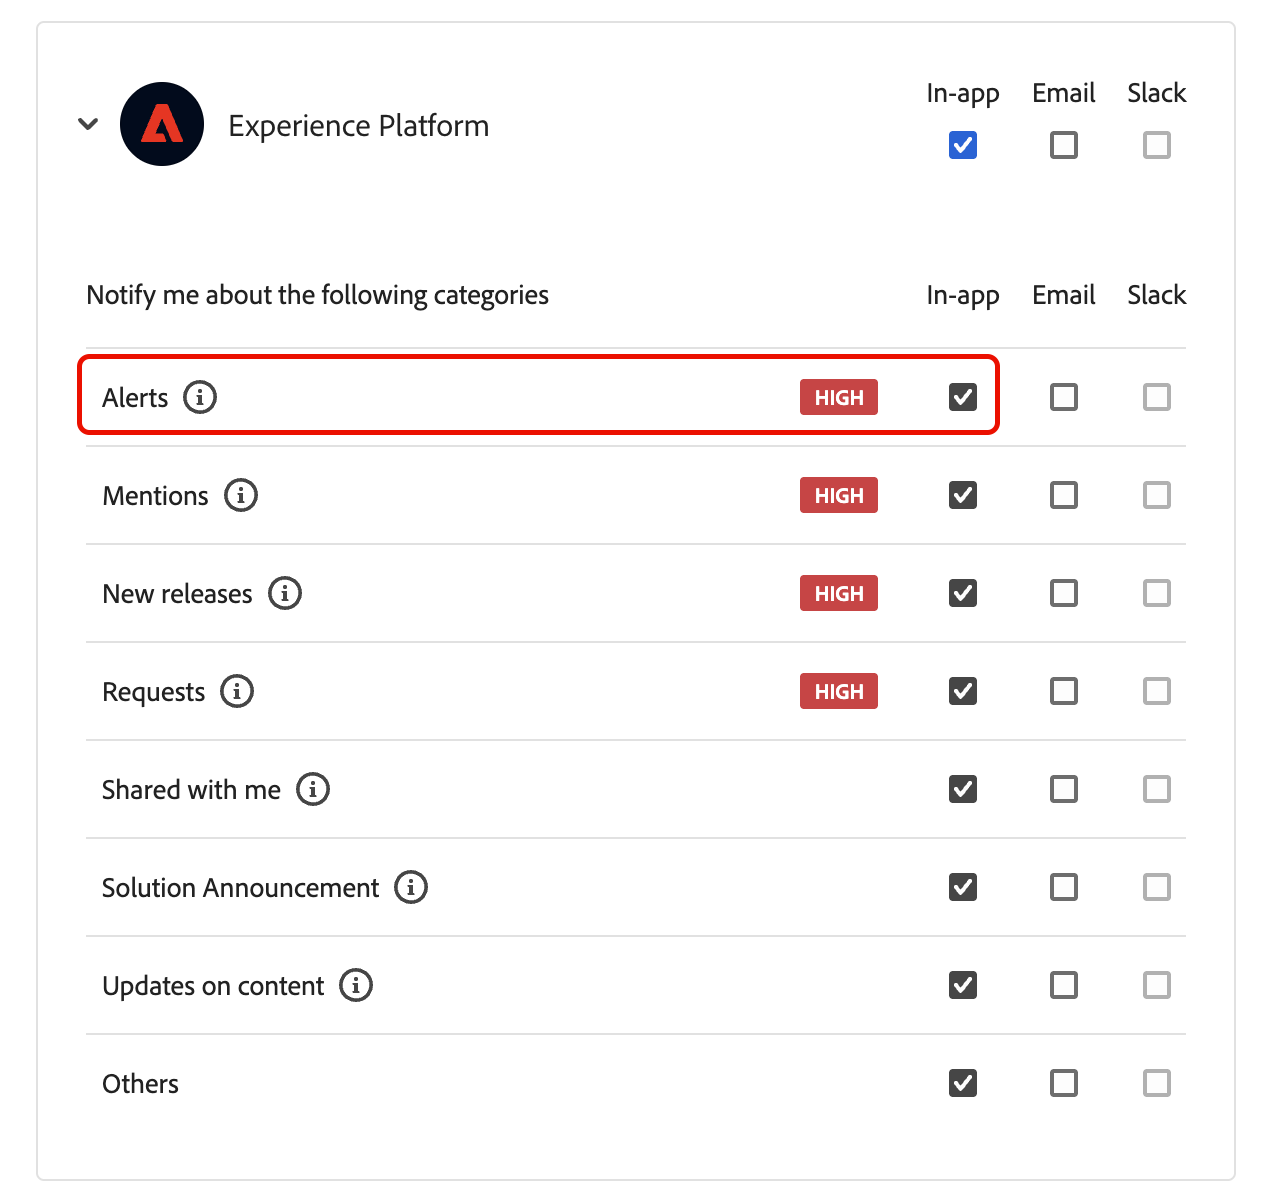 In-app Email Slack
Experience Platform
Notify me about the following categories In-app Email Slack
Alerts HIGH
Mentions HIGH
New releases HIGH
Requests HIGH
Shared with me
Solution Announcement
Updates on content
Others